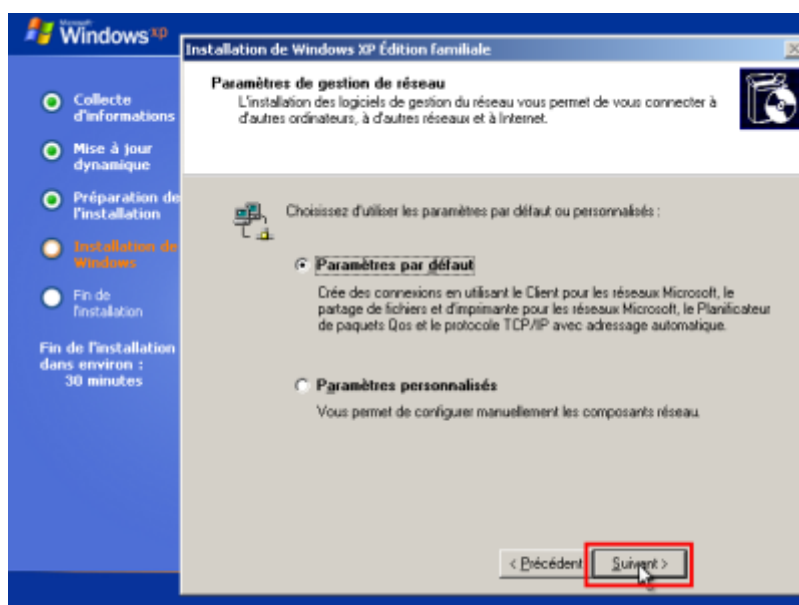 Microsoft
Windows xp
Installation de Windows XP Édition familiale
Collecte
d'informations
Mise à jour
dynamique
Préparation de
l'installation
Installation de
Windows
Fin de
l'installation
Fin de l'installation
dans environ :
30 minutes
Paramètres de gestion de réseau
L'installation des logiciels de gestion du réseau vous permet de vous connecter à
d'autres ordinateurs, à d'autres réseaux et à Internet.
Choisissez d'utiliser les paramètres par défaut ou personnalisés :
Paramètres par défaut
Crée des connexions en utilisant le Client pour les réseaux Microsoft, le
partage de fichiers et d'imprimante pour les réseaux Microsoft, le Planificateur
de paquets Qos et le protocole TCP/IP avec adressage automatique.
Paramètres personnalisés
Vous permet de configurer manuellement les composants réseau.
< Précédent
Suivant >